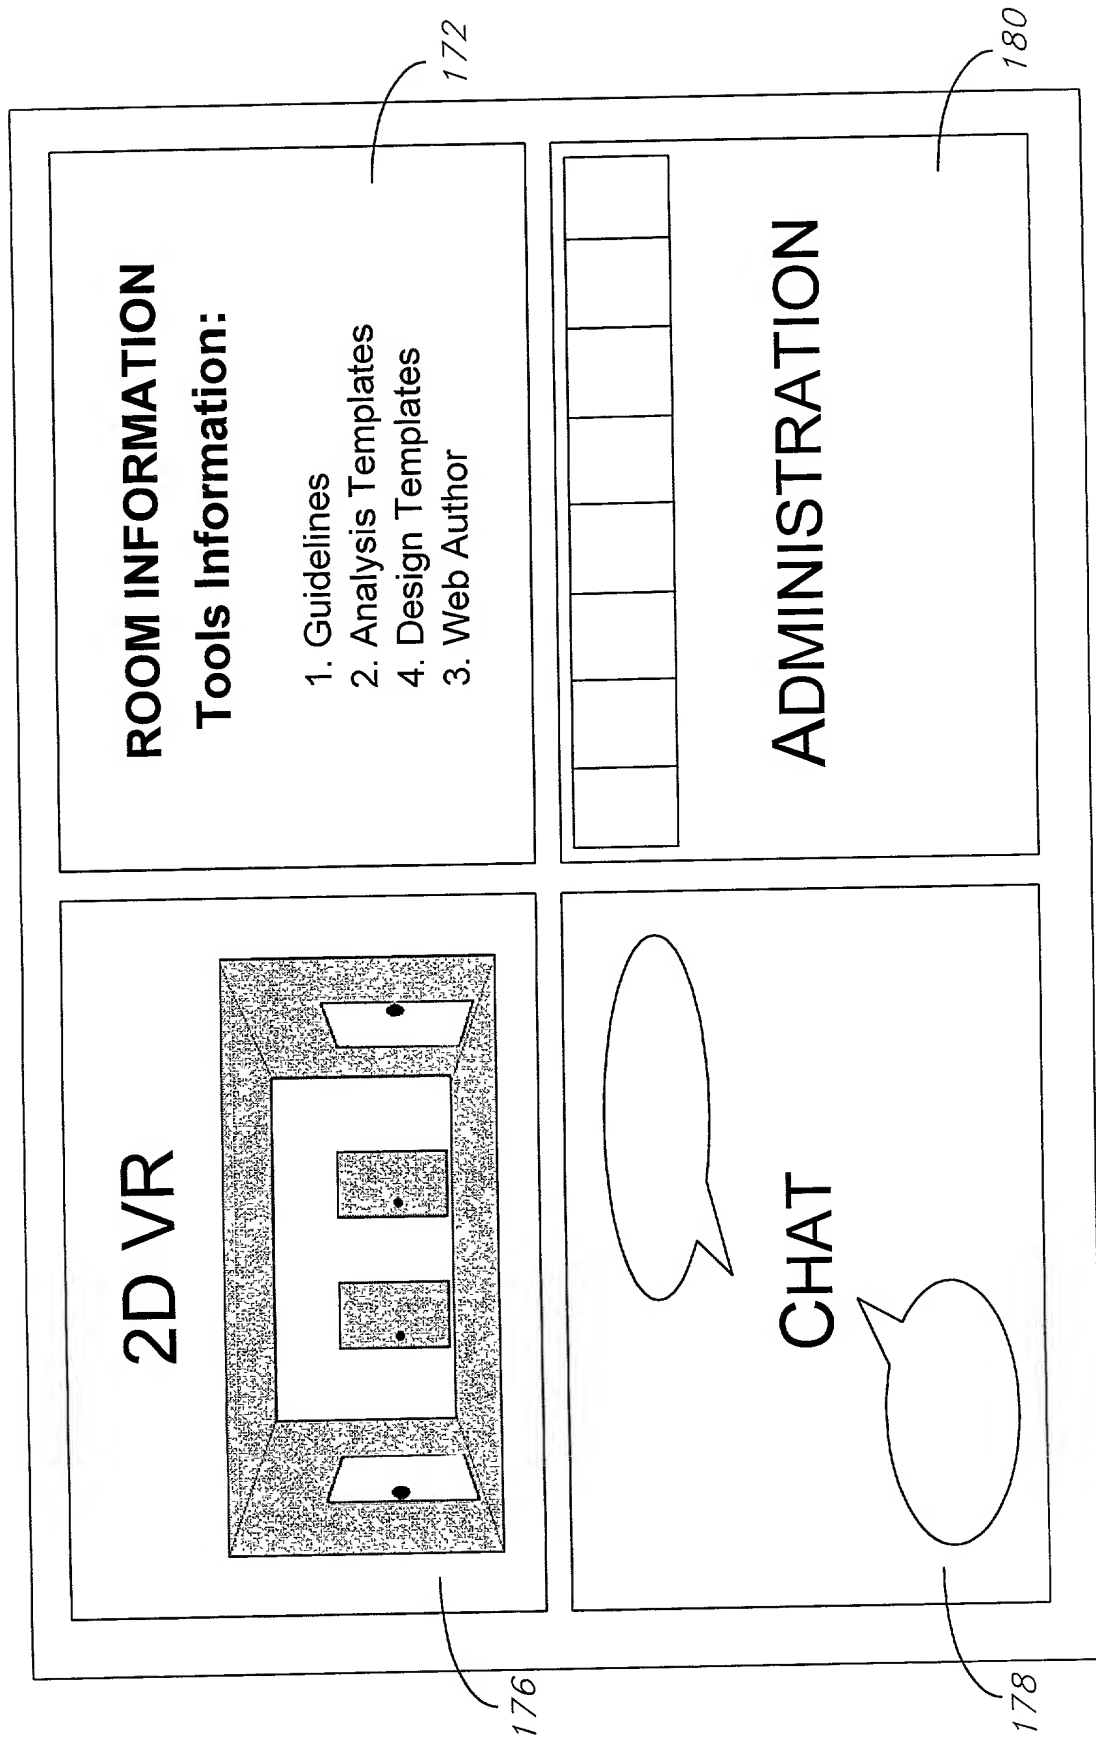 2D VR
176
ROOM INFORMATION
Tools Information:
1. Guidelines
2. Analysis Templates
4. Design Templates
3. Web Author
172
CHAT
178
ADMINISTRATION
180